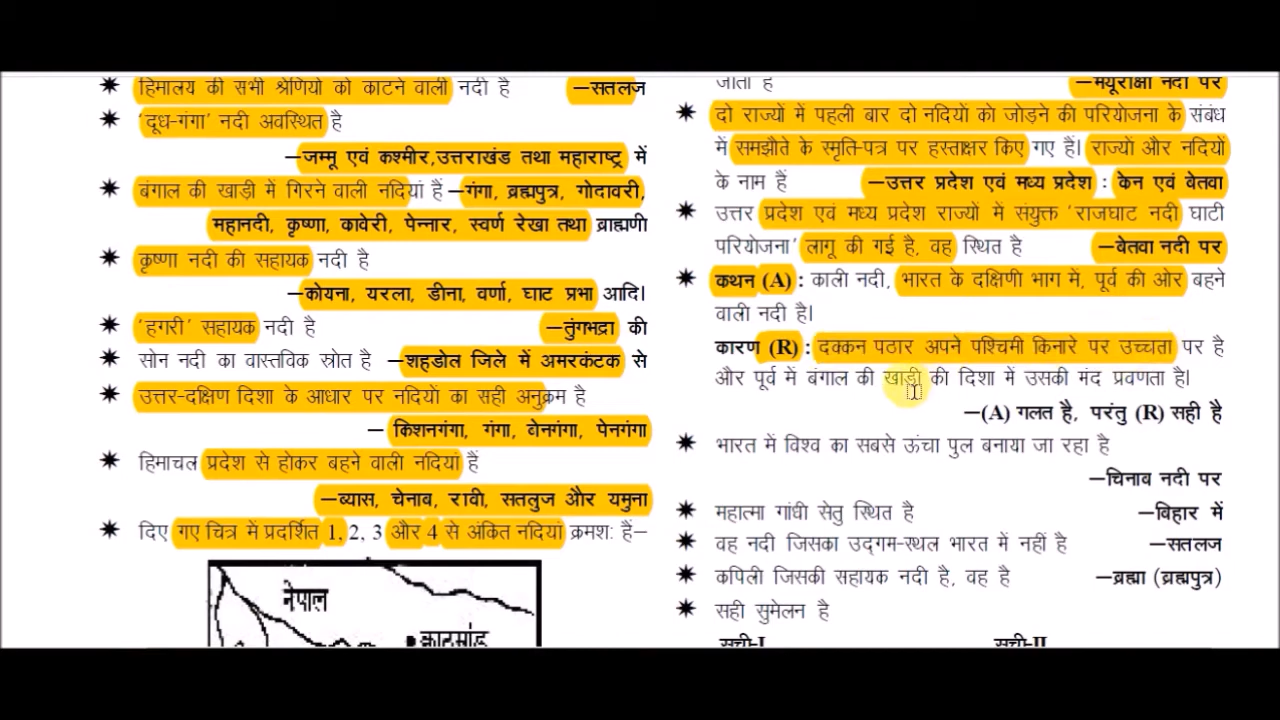 हिमालय की सभी श्रेणियो को काटने वाली नदी है –सतलज
'दूध-गंगा' नदी अवस्थित है
–जम्मू एवं कश्मीर,उत्तराखंड तथा महाराष्ट्र में
बंगाल की खाड़ी में गिरने वाली नदियां हैं –गंगा, ब्रह्मपुत्र, गोदावरी,
महानदी, कृष्णा, कावेरी, पेन्नार, स्वर्ण रेखा तथा ब्राह्मणी
कृष्णा नदी की सहायक नदी है
–कोयना, यरला, डीना, वर्णा, घाट प्रभा आदि।
'हगरी' सहायक नदी है –तुंगभद्रा की
सोन नदी का वास्तविक स्रोत है –शहडोल जिले में अमरकंटक से
उत्तर-दक्षिण दिशा के आधार पर नदियों का सही अनुक्रम है
– किशनगंगा, गंगा, वेनगंगा, पेनगंगा
हिमाचल प्रदेश से होकर बहने वाली नदियां हैं
–व्यास, चेनाब, रावी, सतलुज और यमुना
दिए गए चित्र में प्रदर्शित 1, 2, 3 और 4 से अंकित नदियां क्रमश: हैं–
नेपाल
काठमांडू
जाता है –मयूराक्षी नदी पर
दो राज्यों में पहली बार दो नदियों को जोड़ने की परियोजना के संबंध
में समझौते के स्मृति-पत्र पर हस्ताक्षर किए गए हैं। राज्यों और नदियों
के नाम हैं –उत्तर प्रदेश एवं मध्य प्रदेश : केन एवं वेतवा
उत्तर प्रदेश एवं मध्य प्रदेश राज्यों में संयुक्त 'राजघाट नदी घाटी
परियोजना' लागू की गई है, वह स्थित है –वेतवा नदी पर
कथन (A) : काली नदी, भारत के दक्षिणी भाग में, पूर्व की ओर बहने
वाली नदी है।
कारण (R) : दक्कन पठार अपने पश्चिमी किनारे पर उच्चता पर है
और पूर्व में बंगाल की खाड़ी की दिशा में उसकी मंद प्रवणता है।
–(A) गलत है, परंतु (R) सही है
भारत में विश्व का सबसे ऊंचा पुल बनाया जा रहा है
–चिनाब नदी पर
महात्मा गांधी सेतु स्थित है –विहार में
वह नदी जिसका उद्‌गम-स्थल भारत में नहीं है –सतलज
कपिली जिसकी सहायक नदी है, वह है –ब्रह्मा (ब्रह्मपुत्र)
सही सुमेलन है
सूची-I सूची-II